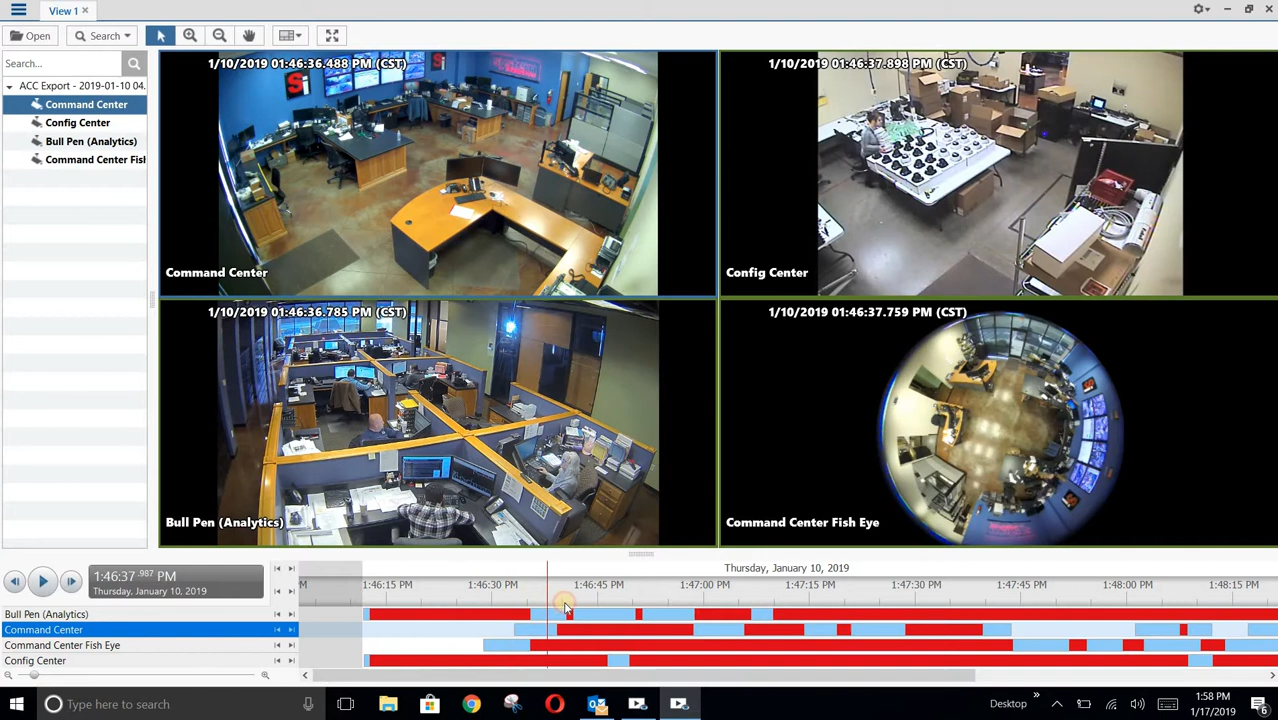 View 1
Open
Search
Search...
ACC Export - 2019-01-10 04.
Command Center
Config Center
Bull Pen (Analytics)
Command Center Fis
1/10/2019 01:46:36.488 PM (CST)
Command Center
1/10/2019 01:46:37.898 PM (CST)
Config Center
1/10/2019 01:46:36.785 PM (CST)
Bull Pen (Analytics)
1/10/2019 01:46:37.759 PM (CST)
Command Center Fish Eye
1:46:37.987 PM
Thursday, January 10, 2019
Thursday, January 10, 2019
M 1:46:15 PM 1:46:30 PM 1:46:45 PM 1:47:00 PM 1:47:15 PM 1:47:30 PM 1:47:45 PM 1:48:00 PM 1:48:15 PM
Bull Pen (Analytics)
Command Center
Command Center Fish Eye
Config Center
Type here to search
Desktop
1:58 PM
1/17/2019
6